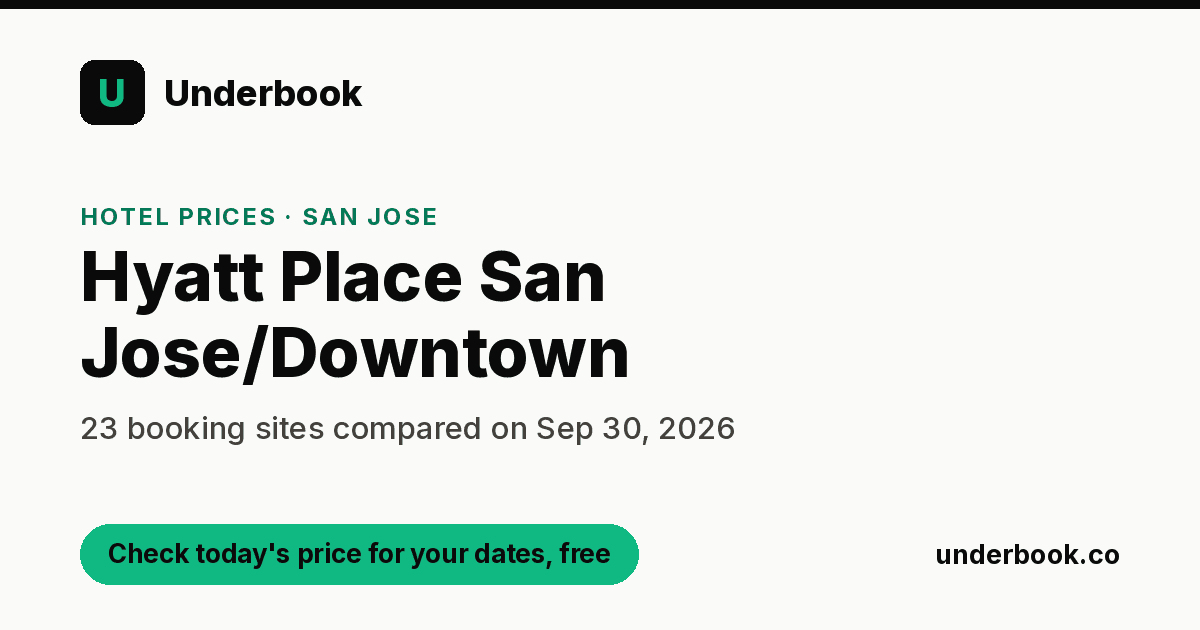 U Underbook
HOTEL PRICES · SAN JOSE
Hyatt Place San
Jose/Downtown
23 booking sites compared on Sep 30, 2026
Check today's price for your dates, free
underbook.co